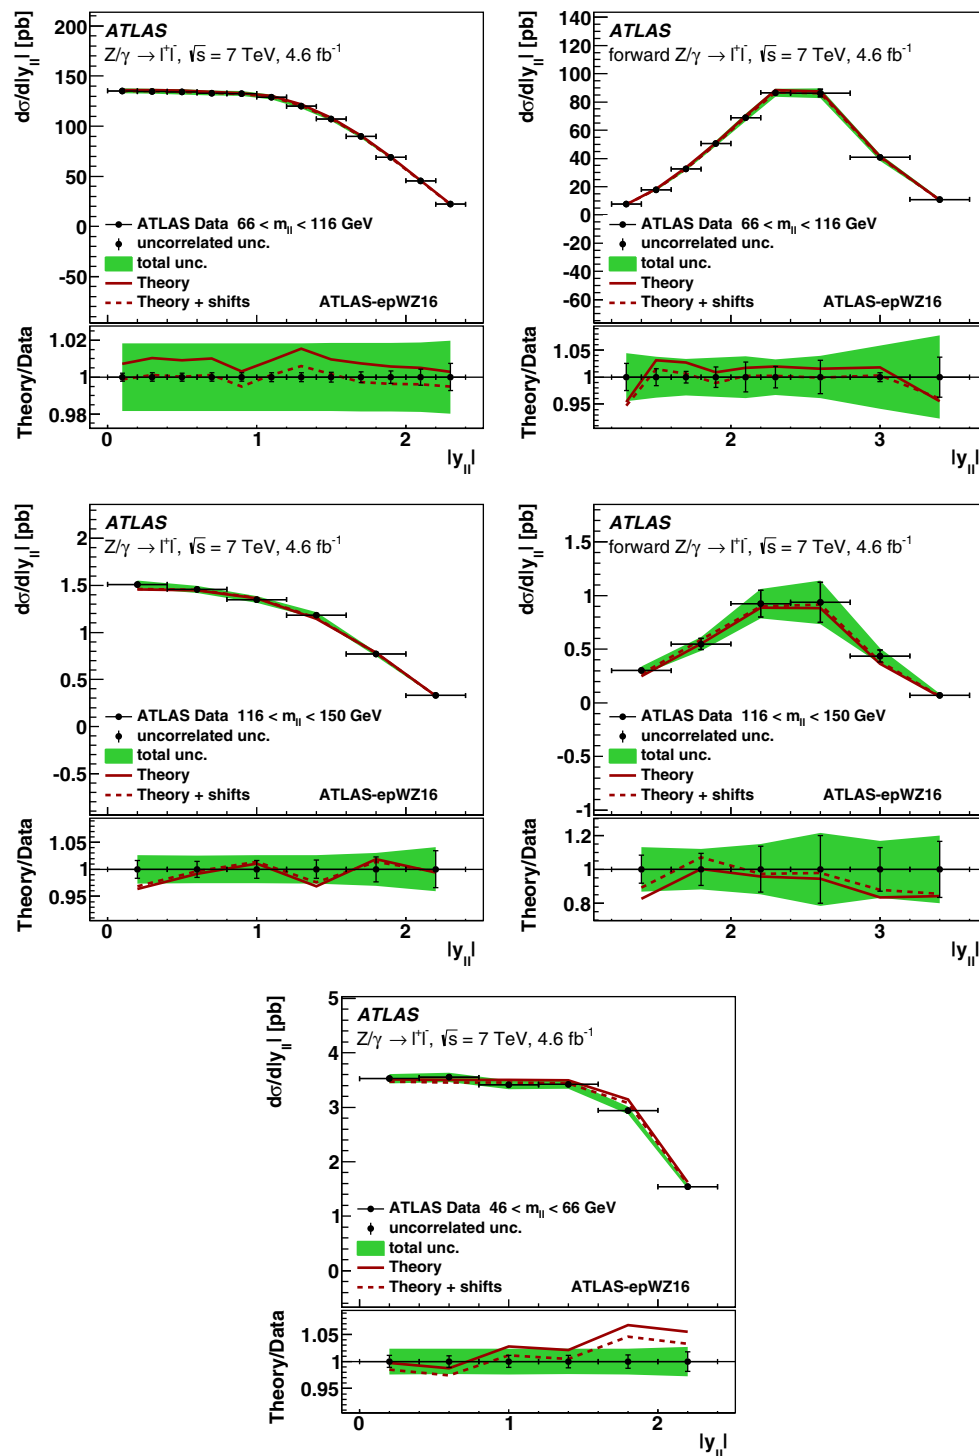 ATLAS
Z/γ → l⁺l⁻, √s = 7 TeV, 4.6 fb⁻¹
dσ/d|y_ll| [pb]
200
150
100
50
0
-50
ATLAS Data 66 < m_ll < 116 GeV
uncorrelated unc.
total unc.
Theory
Theory + shifts
ATLAS-epWZ16
Theory/Data
1.02
1
0.98
0 1 2
|y_ll|
ATLAS
forward Z/γ → l⁺l⁻, √s = 7 TeV, 4.6 fb⁻¹
dσ/d|y_ll| [pb]
140
120
100
80
60
40
20
0
-20
-40
-60
ATLAS Data 66 < m_ll < 116 GeV
uncorrelated unc.
total unc.
Theory
Theory + shifts
ATLAS-epWZ16
Theory/Data
1.05
1
0.95
2 3
|y_ll|
ATLAS
Z/γ → l⁺l⁻, √s = 7 TeV, 4.6 fb⁻¹
dσ/d|y_ll| [pb]
2
1.5
1
0.5
0
-0.5
ATLAS Data 116 < m_ll < 150 GeV
uncorrelated unc.
total unc.
Theory
Theory + shifts
ATLAS-epWZ16
Theory/Data
1.05
1
0.95
0 1 2
|y_ll|
ATLAS
forward Z/γ → l⁺l⁻, √s = 7 TeV, 4.6 fb⁻¹
dσ/d|y_ll| [pb]
1.5
1
0.5
0
-0.5
-1
ATLAS Data 116 < m_ll < 150 GeV
uncorrelated unc.
total unc.
Theory
Theory + shifts
ATLAS-epWZ16
Theory/Data
1.2
1
0.8
2 3
|y_ll|
ATLAS
Z/γ → l⁺l⁻, √s = 7 TeV, 4.6 fb⁻¹
dσ/d|y_ll| [pb]
5
4
3
2
1
0
ATLAS Data 46 < m_ll < 66 GeV
uncorrelated unc.
total unc.
Theory
Theory + shifts
ATLAS-epWZ16
Theory/Data
1.05
1
0.95
0 1 2
|y_ll|